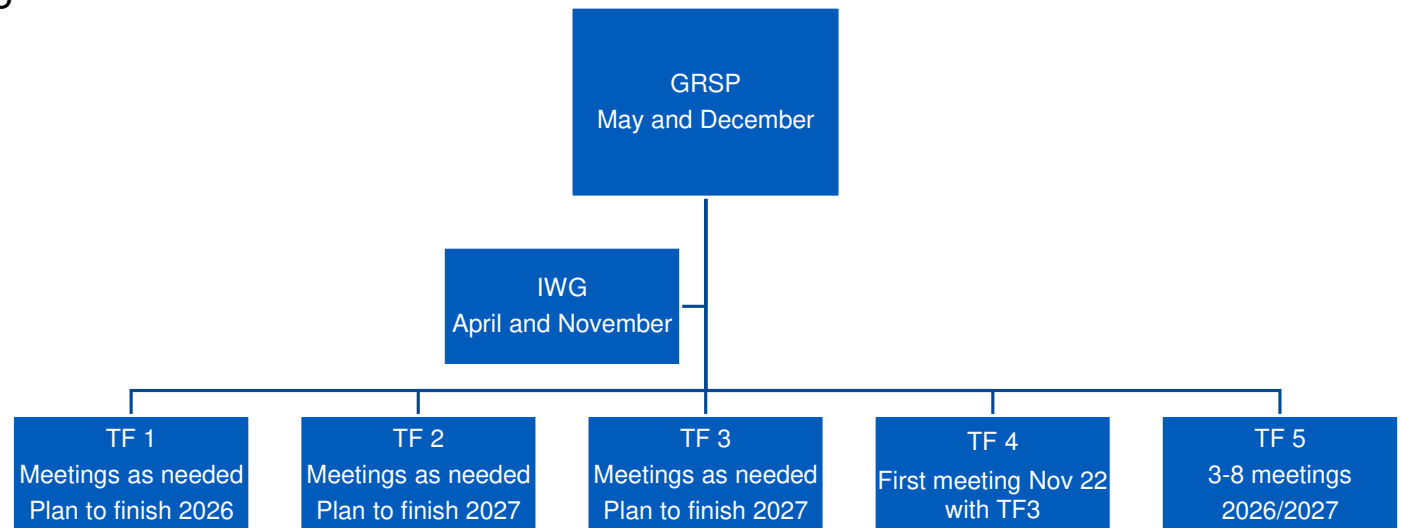 GRSP
May and December
IWG
April and November
TF 1
Meetings as needed
Plan to finish 2026
TF 2
Meetings as needed
Plan to finish 2027
TF 3
Meetings as needed
Plan to finish 2027
TF 4
First meeting Nov 22
with TF3
TF 5
3-8 meetings
2026/2027